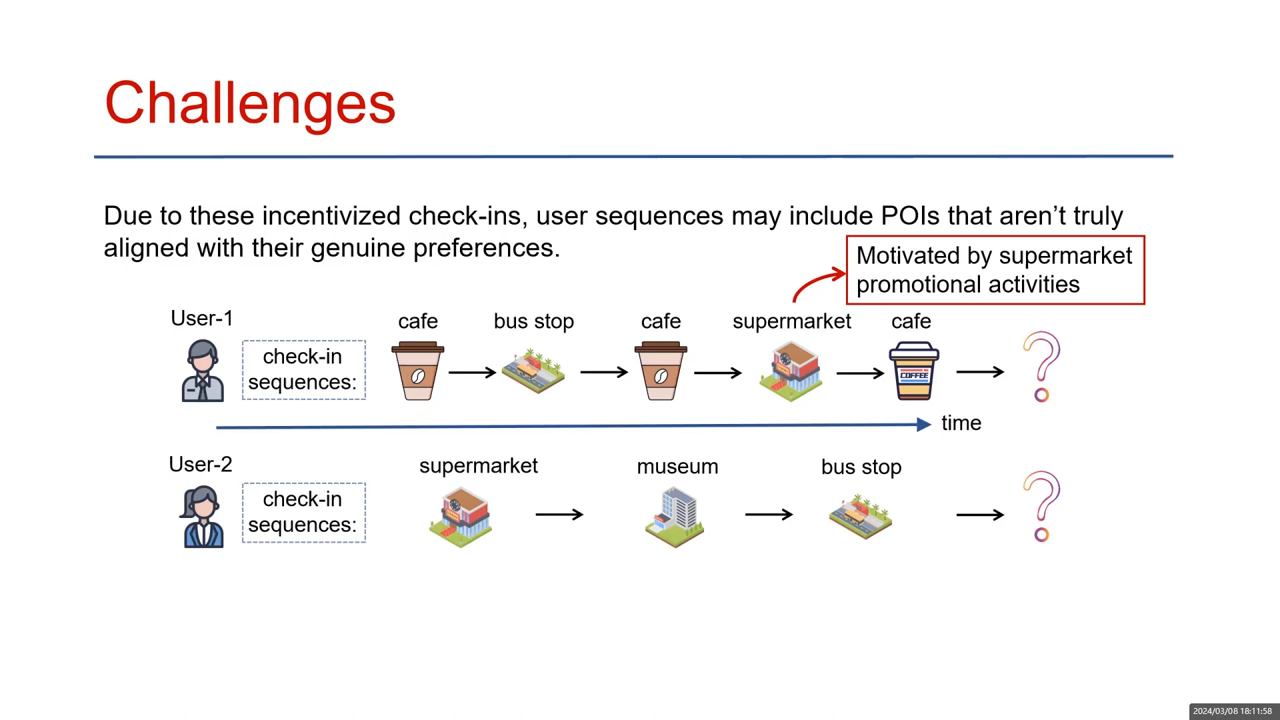 Challenges
Due to these incentivized check-ins, user sequences may include POIs that aren’t truly
aligned with their genuine preferences.
Motivated by supermarket
promotional activities
User-1
cafe
bus stop
cafe
supermarket
cafe
check-in
sequences:
COFFEE
time
User-2
supermarket
museum
bus stop
check-in
sequences:
2024/03/08 18:11:58